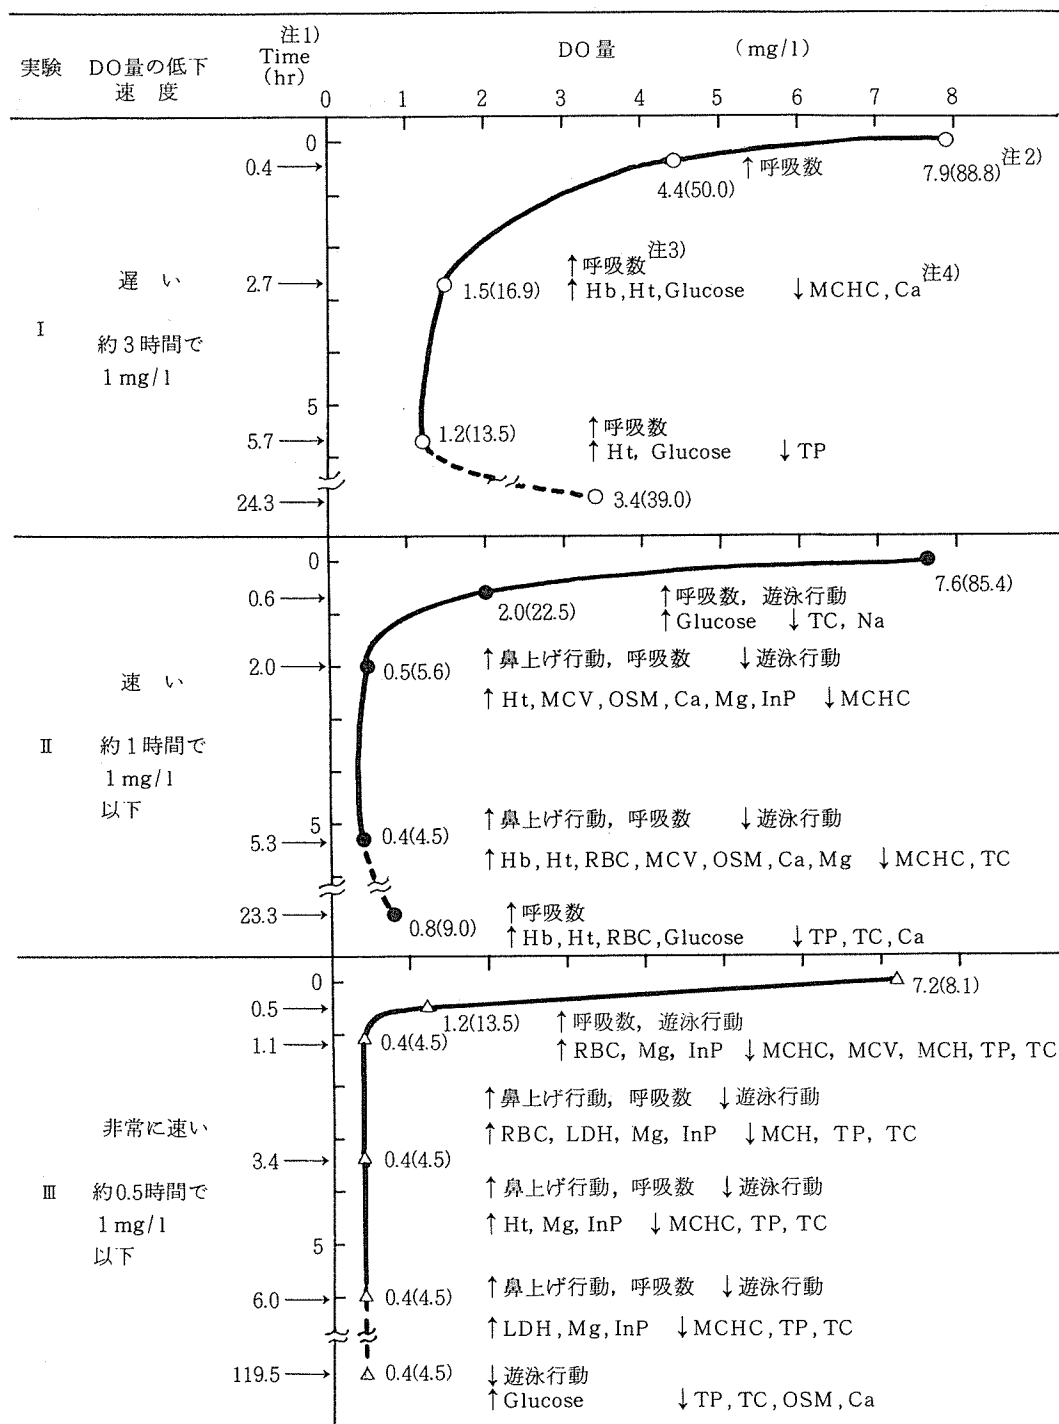 実験
DO量の低下
速 度
注1)
Time
(hr)
DO量 (mg/l)
0 1 2 3 4 5 6 7 8
I
遅 い
約3時間で
1mg/l
0
0.4
2.7
5
5.7
24.3
7.9(88.8)注2)
4.4(50.0)
↑呼吸数
1.5(16.9)
↑呼吸数注3)
↑Hb,Ht,Glucose ↓MCHC,Ca注4)
1.2(13.5)
↑呼吸数
↑Ht, Glucose ↓TP
3.4(39.0)
II
速 い
約1時間で
1mg/l
以下
0
0.6
2.0
5
5.3
23.3
7.6(85.4)
2.0(22.5)
↑呼吸数, 遊泳行動
↑Glucose ↓TC, Na
0.5(5.6)
↑鼻上げ行動, 呼吸数 ↓遊泳行動
↑Ht,MCV,OSM,Ca,Mg,InP ↓MCHC
0.4(4.5)
↑鼻上げ行動, 呼吸数 ↓遊泳行動
↑Hb,Ht,RBC,MCV,OSM,Ca,Mg ↓MCHC,TC
0.8(9.0)
↑呼吸数
↑Hb,Ht,RBC,Glucose ↓TP,TC,Ca
III
非常に速い
約0.5時間で
1mg/l
以下
0
0.5
1.1
3.4
5
6.0
119.5
7.2(8.1)
1.2(13.5)
↑呼吸数, 遊泳行動
↑RBC, Mg, InP ↓MCHC, MCV, MCH, TP, TC
0.4(4.5)
↑鼻上げ行動, 呼吸数 ↓遊泳行動
↑RBC, LDH, Mg, InP ↓MCH, TP, TC
0.4(4.5)
↑鼻上げ行動, 呼吸数 ↓遊泳行動
↑Ht, Mg, InP ↓MCHC, TP, TC
0.4(4.5)
↑鼻上げ行動, 呼吸数 ↓遊泳行動
↑LDH, Mg, InP ↓MCHC, TP, TC
0.4(4.5)
↓遊泳行動
↑Glucose ↓TP, TC, OSM, Ca